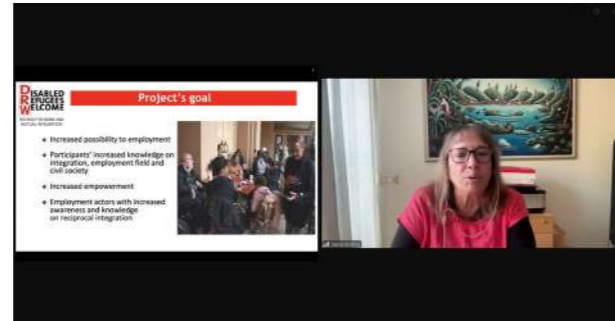 DISABLED
REFUGEES
WELCOME
Project's goal
❖ Increased possibility to employment
❖ Participants' increased knowledge on
integration, employment field and
civil society
❖ Increased empowerment
❖ Employment actors with increased
awareness and knowledge
on reciprocal integration